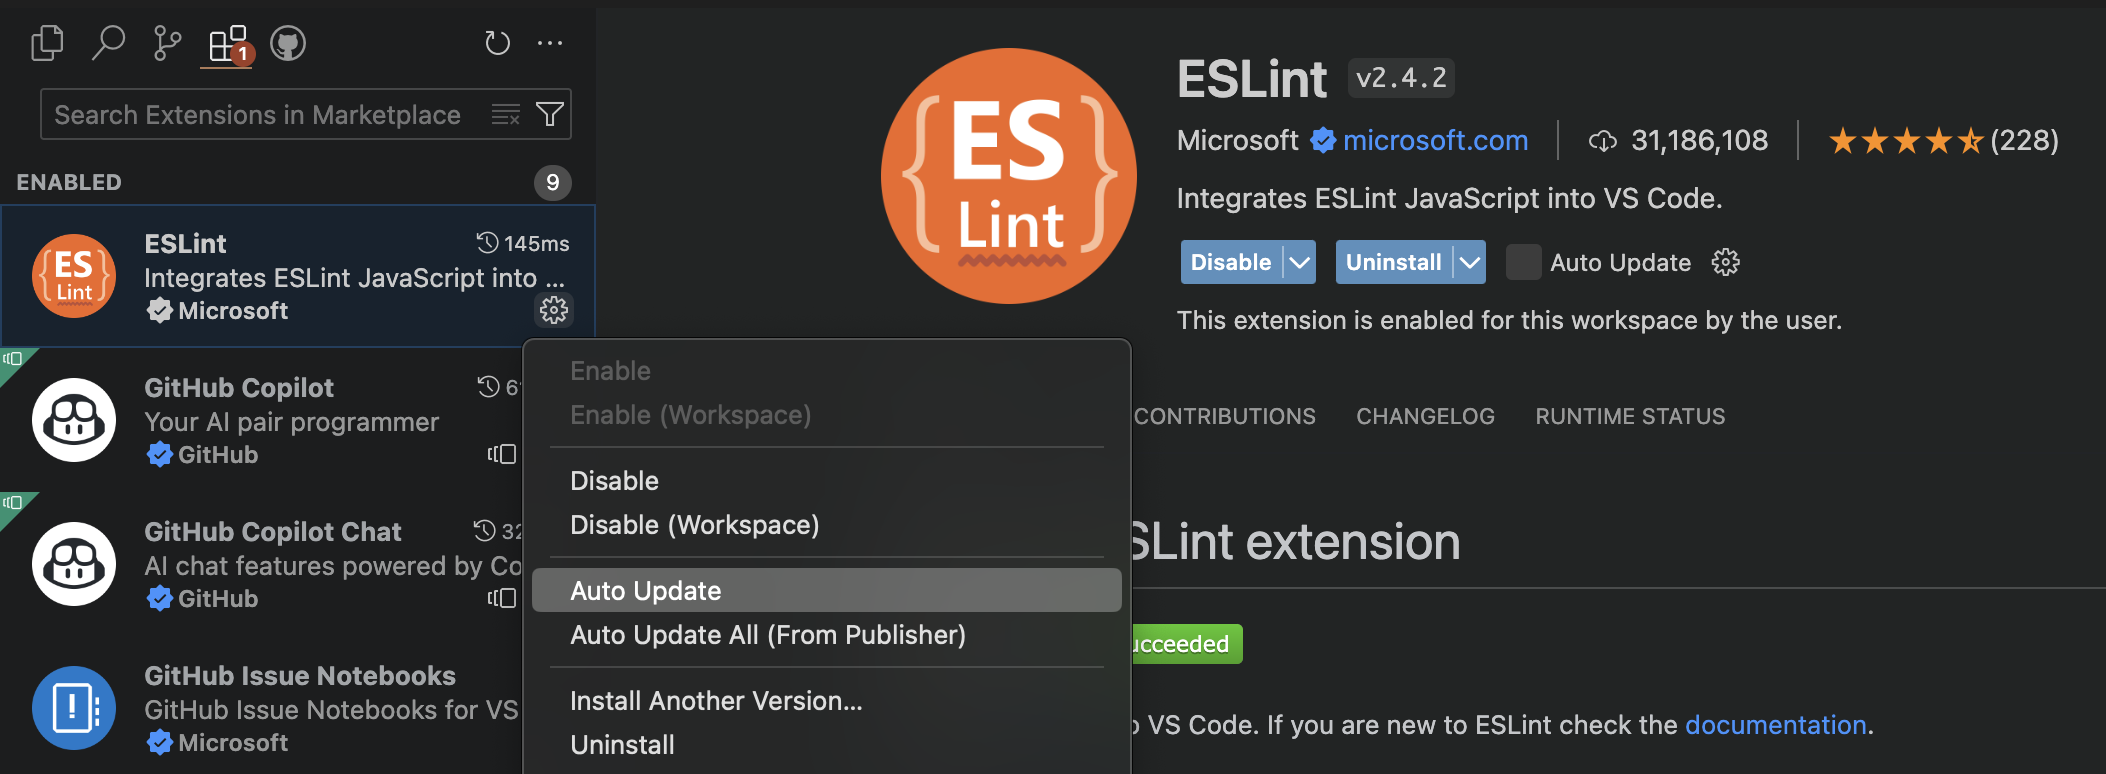 1
Search Extensions in Marketplace
ENABLED 9
ESLint 145ms
Integrates ESLint JavaScript into ...
Microsoft
ES
Lint
GitHub Copilot
Your AI pair programmer
GitHub
GitHub Copilot Chat
AI chat features powered by
GitHub
GitHub Issue Notebooks
GitHub Issue Notebooks for VS
Microsoft
Enable
Enable (Workspace)
Disable
Disable (Workspace)
Auto Update
Auto Update All (From Publisher)
Install Another Version...
Uninstall
{ES}
Lint
ESLint v2.4.2
Microsoft microsoft.com 31,186,108 (228)
Integrates ESLint JavaScript into VS Code.
Disable Uninstall Auto Update
This extension is enabled for this workspace by the user.
CONTRIBUTIONS CHANGELOG RUNTIME STATUS
SLint extension
ucceeded
VS Code. If you are new to ESLint check the documentation.